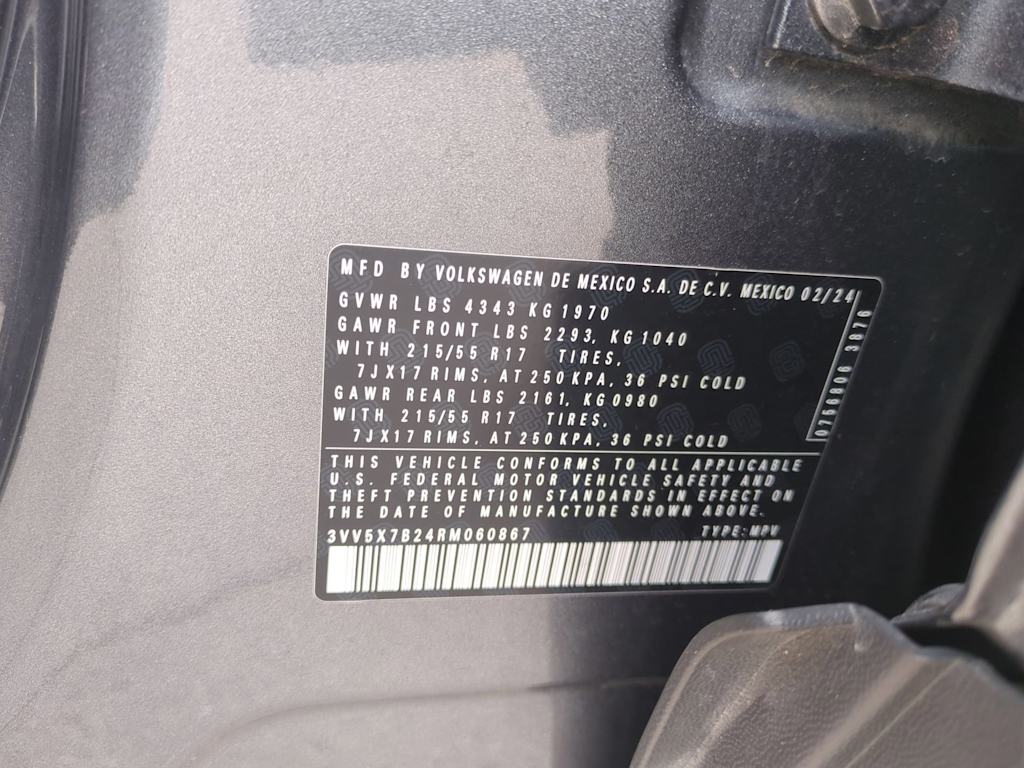 MFD BY VOLKSWAGEN DE MEXICO S.A. DE C.V. MEXICO 02/24
GVWR LBS 4343 KG 1970
GAWR FRONT LBS 2293, KG 1040
WITH 215/55 R17 TIRES,
7JX17 RIMS, AT 250 KPA, 36 PSI COLD
GAWR REAR LBS 2161, KG 0980
WITH 215/55 R17 TIRES,
7JX17 RIMS, AT 250 KPA, 36 PSI COLD
THIS VEHICLE CONFORMS TO ALL APPLICABLE
U.S. FEDERAL MOTOR VEHICLE SAFETY AND
THEFT PREVENTION STANDARDS IN EFFECT ON
THE DATE OF MANUFACTURE SHOWN ABOVE.
3VV5X7B24RM060867 TYPE: MPV
3876